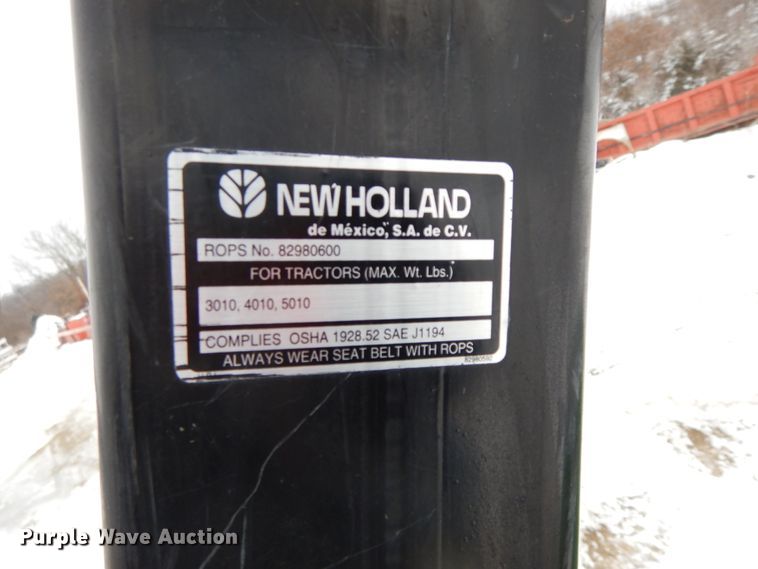 NEW HOLLAND
de México, S.A. de C.V.
ROPS No. 82980600
FOR TRACTORS (MAX. Wt. Lbs.)
3010, 4010, 5010
COMPLIES OSHA 1928.52 SAE J1194
ALWAYS WEAR SEAT BELT WITH ROPS
82980592
Purple Wave Auction